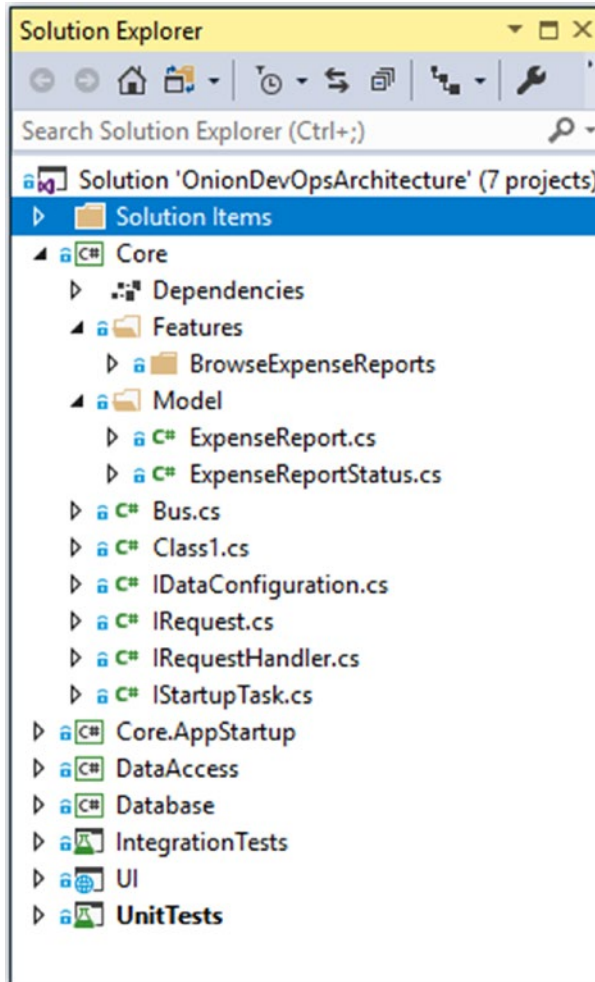 Solution Explorer
Search Solution Explorer (Ctrl+;)
Solution 'OnionDevOpsArchitecture' (7 projects)
Solution Items
C# Core
Dependencies
Features
BrowseExpenseReports
Model
C# ExpenseReport.cs
C# ExpenseReportStatus.cs
C# Bus.cs
C# Class1.cs
C# IDataConfiguration.cs
C# IRequest.cs
C# IRequestHandler.cs
C# IStartupTask.cs
C# Core.AppStartup
C# DataAccess
C# Database
IntegrationTests
UI
UnitTests